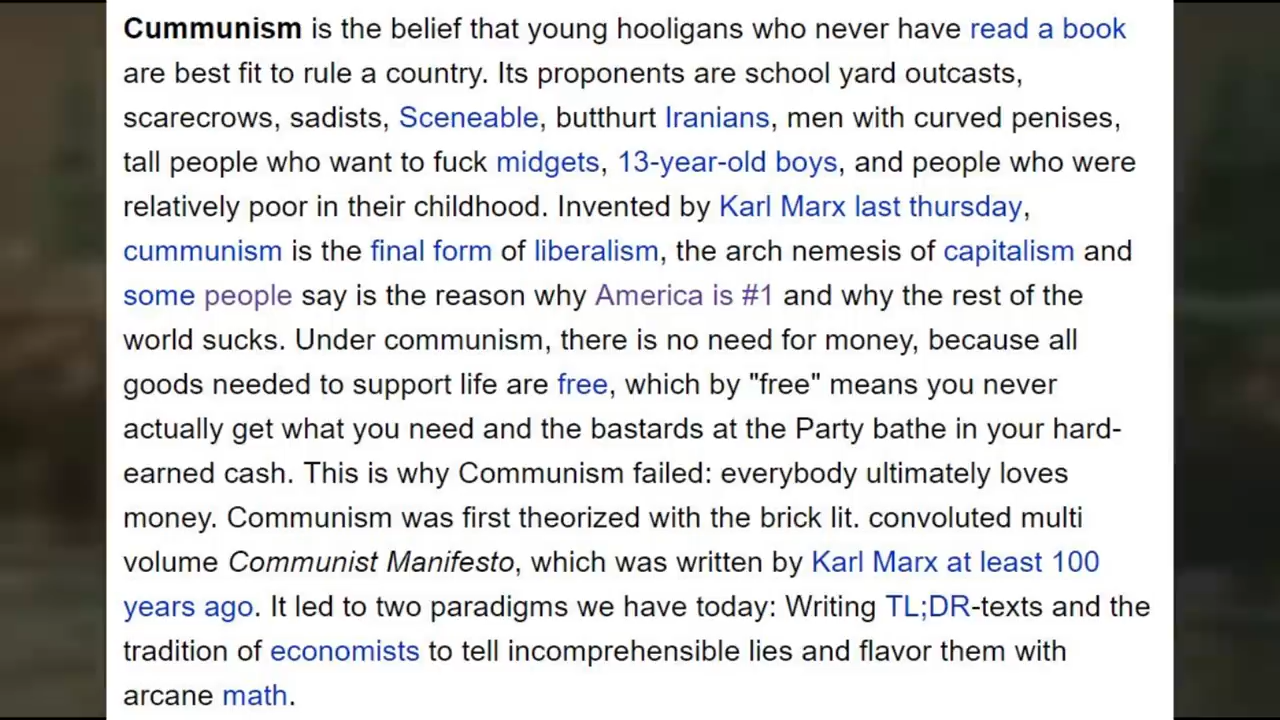 Cummunism is the belief that young hooligans who never have read a book
are best fit to rule a country. Its proponents are school yard outcasts,
scarecrows, sadists, Sceneable, butthurt Iranians, men with curved penises,
tall people who want to fuck midgets, 13-year-old boys, and people who were
relatively poor in their childhood. Invented by Karl Marx last thursday,
cummunism is the final form of liberalism, the arch nemesis of capitalism and
some people say is the reason why America is #1 and why the rest of the
world sucks. Under communism, there is no need for money, because all
goods needed to support life are free, which by "free" means you never
actually get what you need and the bastards at the Party bathe in your hard-
earned cash. This is why Communism failed: everybody ultimately loves
money. Communism was first theorized with the brick lit. convoluted multi
volume Communist Manifesto, which was written by Karl Marx at least 100
years ago. It led to two paradigms we have today: Writing TL;DR-texts and the
tradition of economists to tell incomprehensible lies and flavor them with
arcane math.